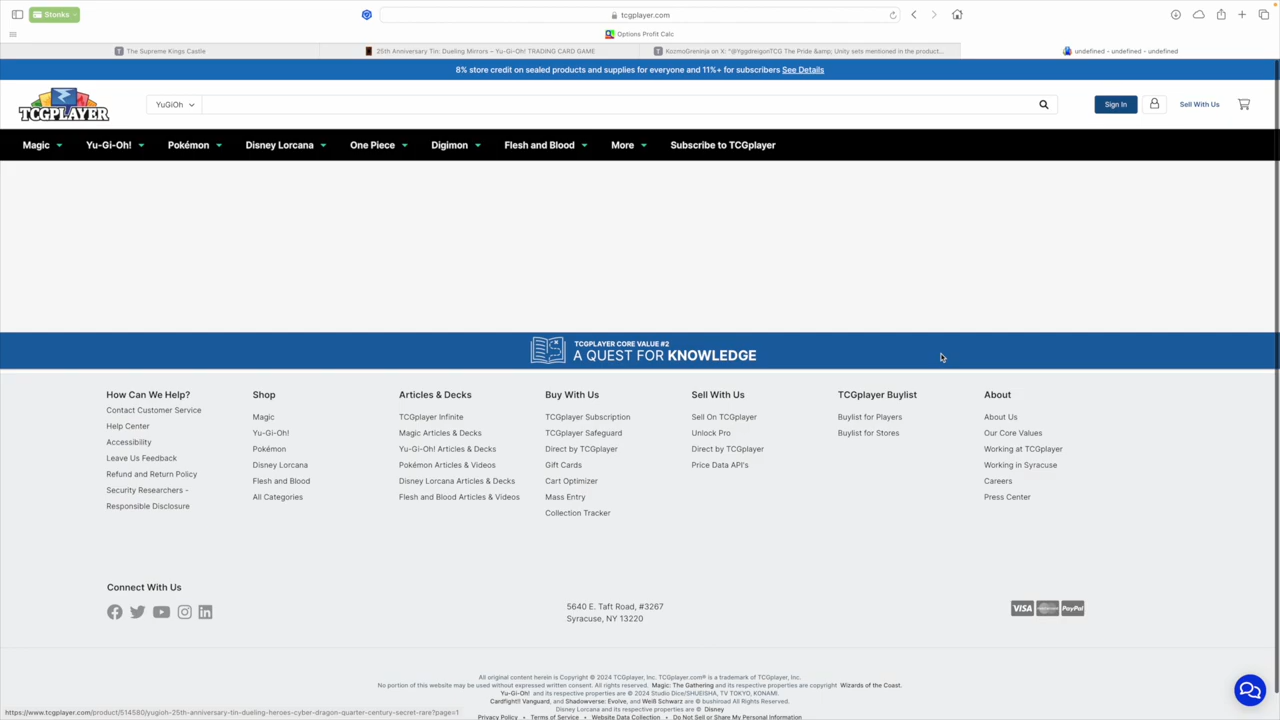 Stonks
tcgplayer.com
Options Profit Calc
The Supreme Kings Castle
25th Anniversary Tin: Dueling Mirrors – Yu-Gi-Oh! TRADING CARD GAME
KozmoGreninja on X: "@YggdreigonTCG The Pride &amp; Unity sets mentioned in the product...
undefined - undefined - undefined
8% store credit on sealed products and supplies for everyone and 11%+ for subscribers See Details
TCGPLAYER
YuGiOh
Sign In
Sell With Us
Magic
Yu-Gi-Oh!
Pokémon
Disney Lorcana
One Piece
Digimon
Flesh and Blood
More
Subscribe to TCGplayer
TCGPLAYER CORE VALUE #2
A QUEST FOR KNOWLEDGE
How Can We Help?
Contact Customer Service
Help Center
Accessibility
Leave Us Feedback
Refund and Return Policy
Security Researchers -
Responsible Disclosure
Shop
Magic
Yu-Gi-Oh!
Pokémon
Disney Lorcana
Flesh and Blood
All Categories
Articles & Decks
TCGplayer Infinite
Magic Articles & Decks
Yu-Gi-Oh! Articles & Decks
Pokémon Articles & Videos
Disney Lorcana Articles & Decks
Flesh and Blood Articles & Videos
Buy With Us
TCGplayer Subscription
TCGplayer Safeguard
Direct by TCGplayer
Gift Cards
Cart Optimizer
Mass Entry
Collection Tracker
Sell With Us
Sell On TCGplayer
Unlock Pro
Direct by TCGplayer
Price Data API's
TCGplayer Buylist
Buylist for Players
Buylist for Stores
About
About Us
Our Core Values
Working at TCGplayer
Working in Syracuse
Careers
Press Center
Connect With Us
5640 E. Taft Road, #3267
Syracuse, NY 13220
VISA
PayPal
All original content herein is Copyright © 2024 TCGplayer, Inc. TCGplayer.com® is a trademark of TCGplayer, Inc.
No portion of this website may be used without expressed written consent. All rights reserved. Magic: The Gathering and its respective properties are copyright Wizards of the Coast.
Yu-Gi-Oh! and its respective properties are © 2024 Studio Dice/SHUEISHA, TV TOKYO, KONAMI.
Cardfight!! Vanguard, and Shadowverse: Evolve, and Weiß Schwarz are bushiroad All Rights Reserved.
Disney Lorcana and its respective properties are © Disney
Privacy Policy • Terms of Service • Website Data Collection • Do Not Sell or Share My Personal Information
https://www.tcgplayer.com/product/514580/yugioh-25th-anniversary-tin-dueling-heroes-cyber-dragon-quarter-century-secret-rare?page=1